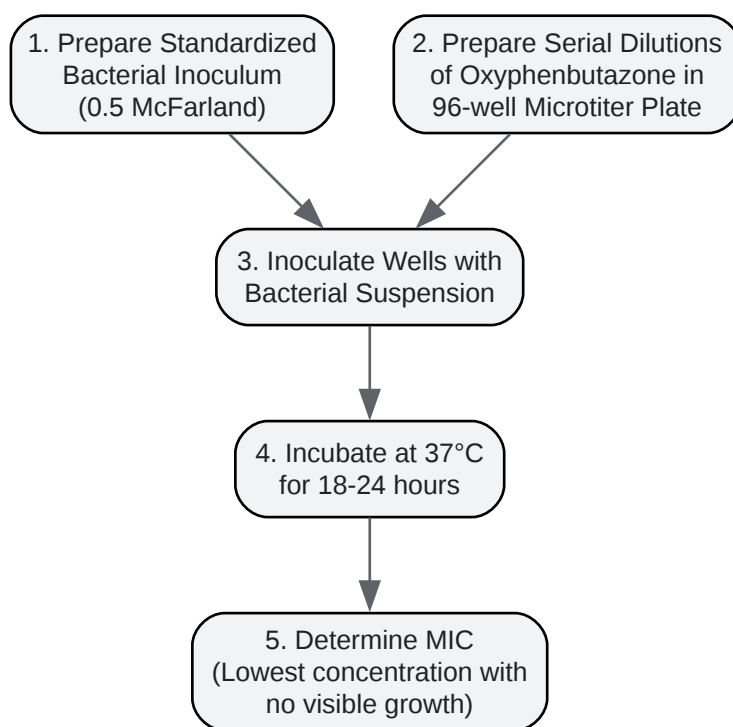 1. Prepare Standardized
Bacterial Inoculum
(0.5 McFarland)
2. Prepare Serial Dilutions
of Oxyphenbutazone in
96-well Microtiter Plate
3. Inoculate Wells with
Bacterial Suspension
4. Incubate at 37°C
for 18-24 hours
5. Determine MIC
(Lowest concentration with
no visible growth)